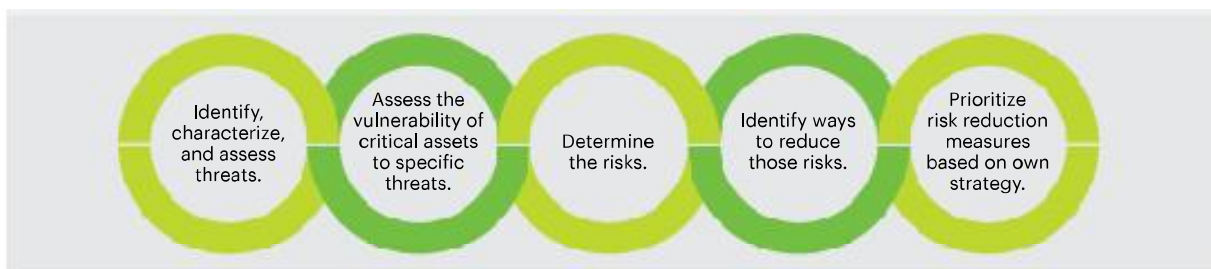 Identify,
characterize,
and assess
threats.
Assess the
vulnerability of
critical assets
to specific
threats.
Determine
the risks.
Identify ways
to reduce
those risks.
Prioritize
risk reduction
measures
based on own
strategy.